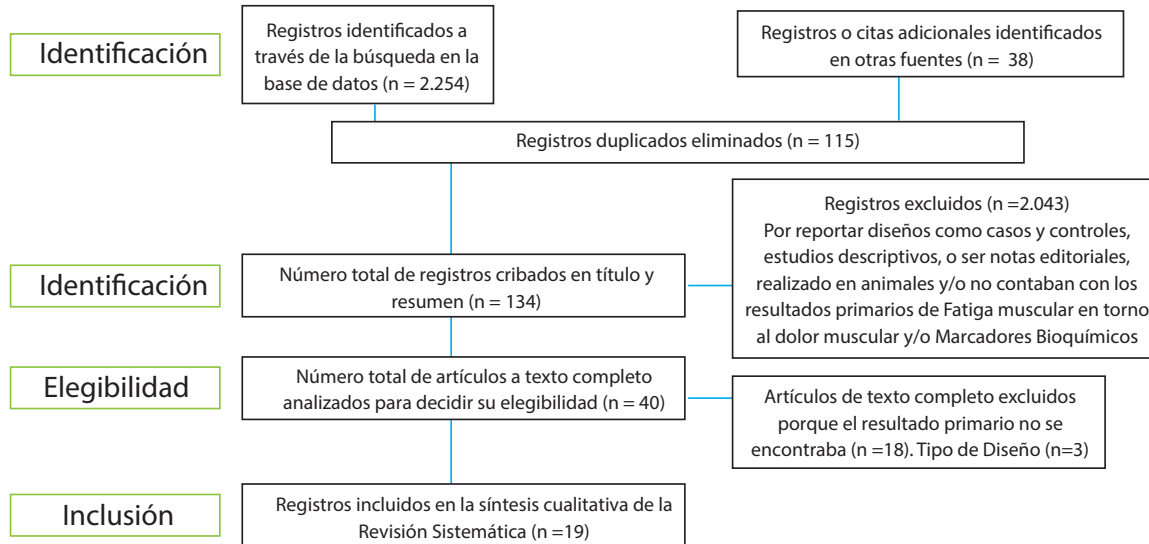 Identificación
Registros identificados a
través de la búsqueda en la
base de datos (n = 2.254)
Registros o citas adicionales identificados
en otras fuentes (n = 38)
Registros duplicados eliminados (n = 115)
Identificación
Número total de registros cribados en título y
resumen (n = 134)
Registros excluidos (n =2.043)
Por reportar diseños como casos y controles,
estudios descriptivos, o ser notas editoriales,
realizado en animales y/o no contaban con los
resultados primarios de Fatiga muscular en torno
al dolor muscular y/o Marcadores Bioquímicos
Elegibilidad
Número total de artículos a texto completo
analizados para decidir su elegibilidad (n = 40)
Artículos de texto completo excluidos
porque el resultado primario no se
encontraba (n =18). Tipo de Diseño (n=3)
Inclusión
Registros incluidos en la síntesis cualitativa de la
Revisión Sistemática (n =19)